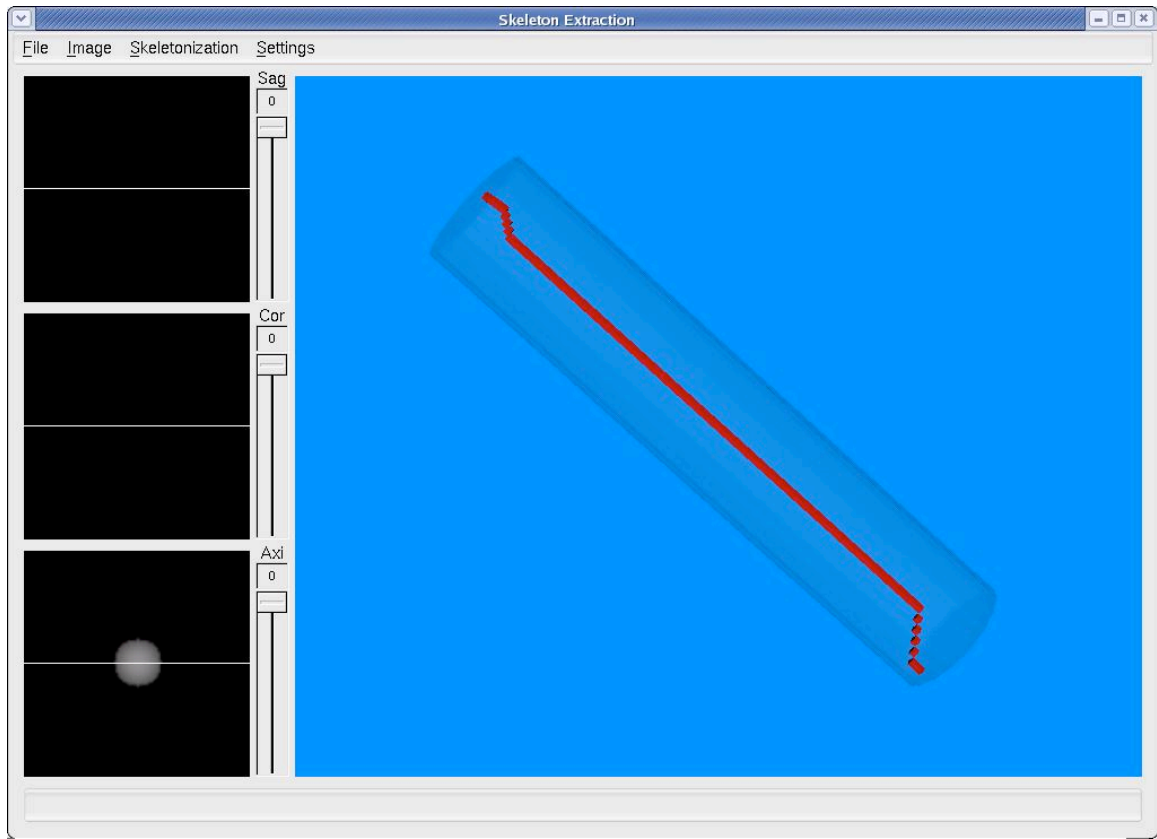 Skeleton Extraction
File Image Skeletonization Settings
Sag
0
Cor
0
Axi
0